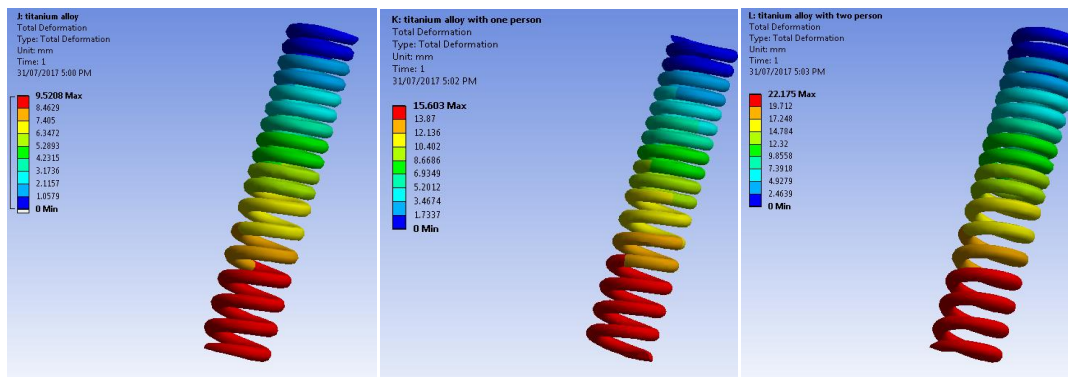 J: titanium alloy
Total Deformation
Type: Total Deformation
Unit: mm
Time: 1
31/07/2017 5:00 PM
9.5208 Max
8.4629
7.405
6.3472
5.2893
4.2315
3.1736
2.1157
1.0579
0 Min
K: titanium alloy with one person
Total Deformation
Type: Total Deformation
Unit: mm
Time: 1
31/07/2017 5:02 PM
15.603 Max
13.87
12.136
10.402
8.6686
6.9349
5.2012
3.4674
1.7337
0 Min
L: titanium alloy with two person
Total Deformation
Type: Total Deformation
Unit: mm
Time: 1
31/07/2017 5:03 PM
22.175 Max
19.712
17.248
14.784
12.32
9.8558
7.3918
4.9279
2.4639
0 Min